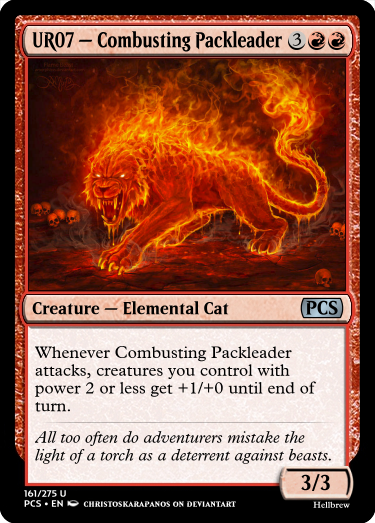 UR07 – Combusting Packleader 3
Creature — Elemental Cat PCS
Whenever Combusting Packleader
attacks, creatures you control with
power 2 or less get +1/+0 until end of
turn.
All too often do adventurers mistake the
light of a torch as a deterrent against beasts.
3/3
161/275 U
PCS • EN CHRISTOSKARAPANOS ON DEVIANTART Hellbrew